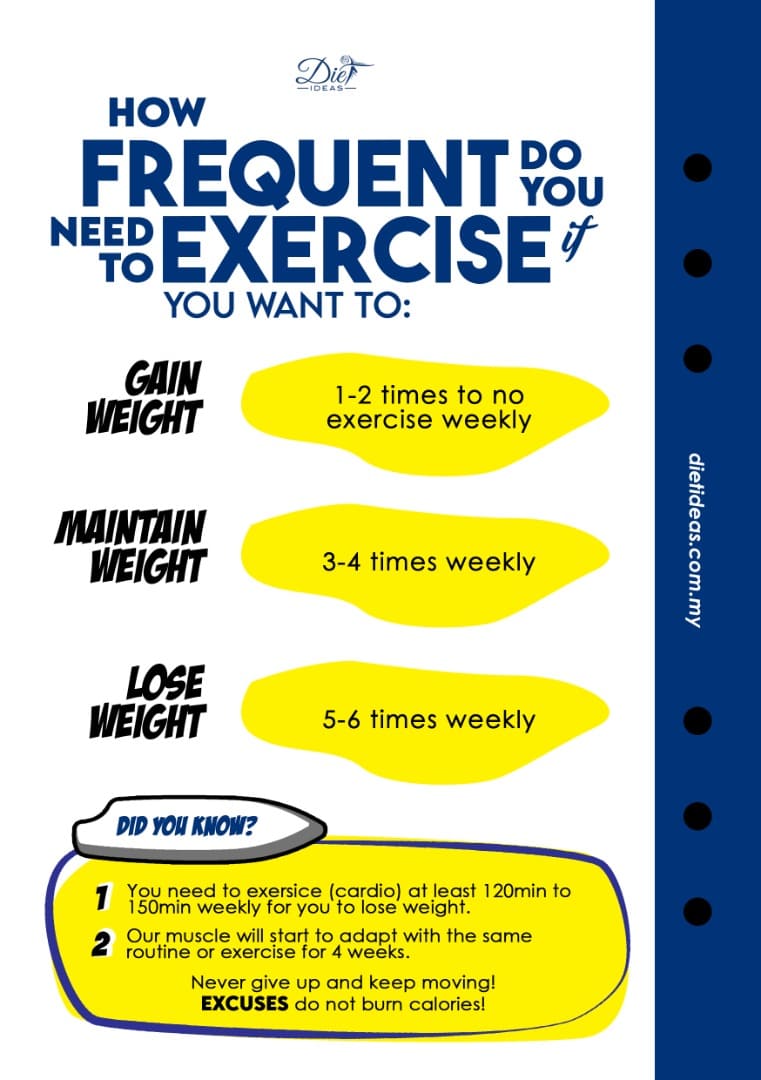 Diet
IDEAS
HOW
FREQUENT DO YOU
NEED TO EXERCISE if
YOU WANT TO:
GAIN
WEIGHT
1-2 times to no
exercise weekly
MAINTAIN
WEIGHT
3-4 times weekly
LOSE
WEIGHT
5-6 times weekly
DID YOU KNOW?
1 You need to exersice (cardio) at least 120min to
150min weekly for you to lose weight.
2 Our muscle will start to adapt with the same
routine or exercise for 4 weeks.
Never give up and keep moving!
EXCUSES do not burn calories!
dietideas.com.my